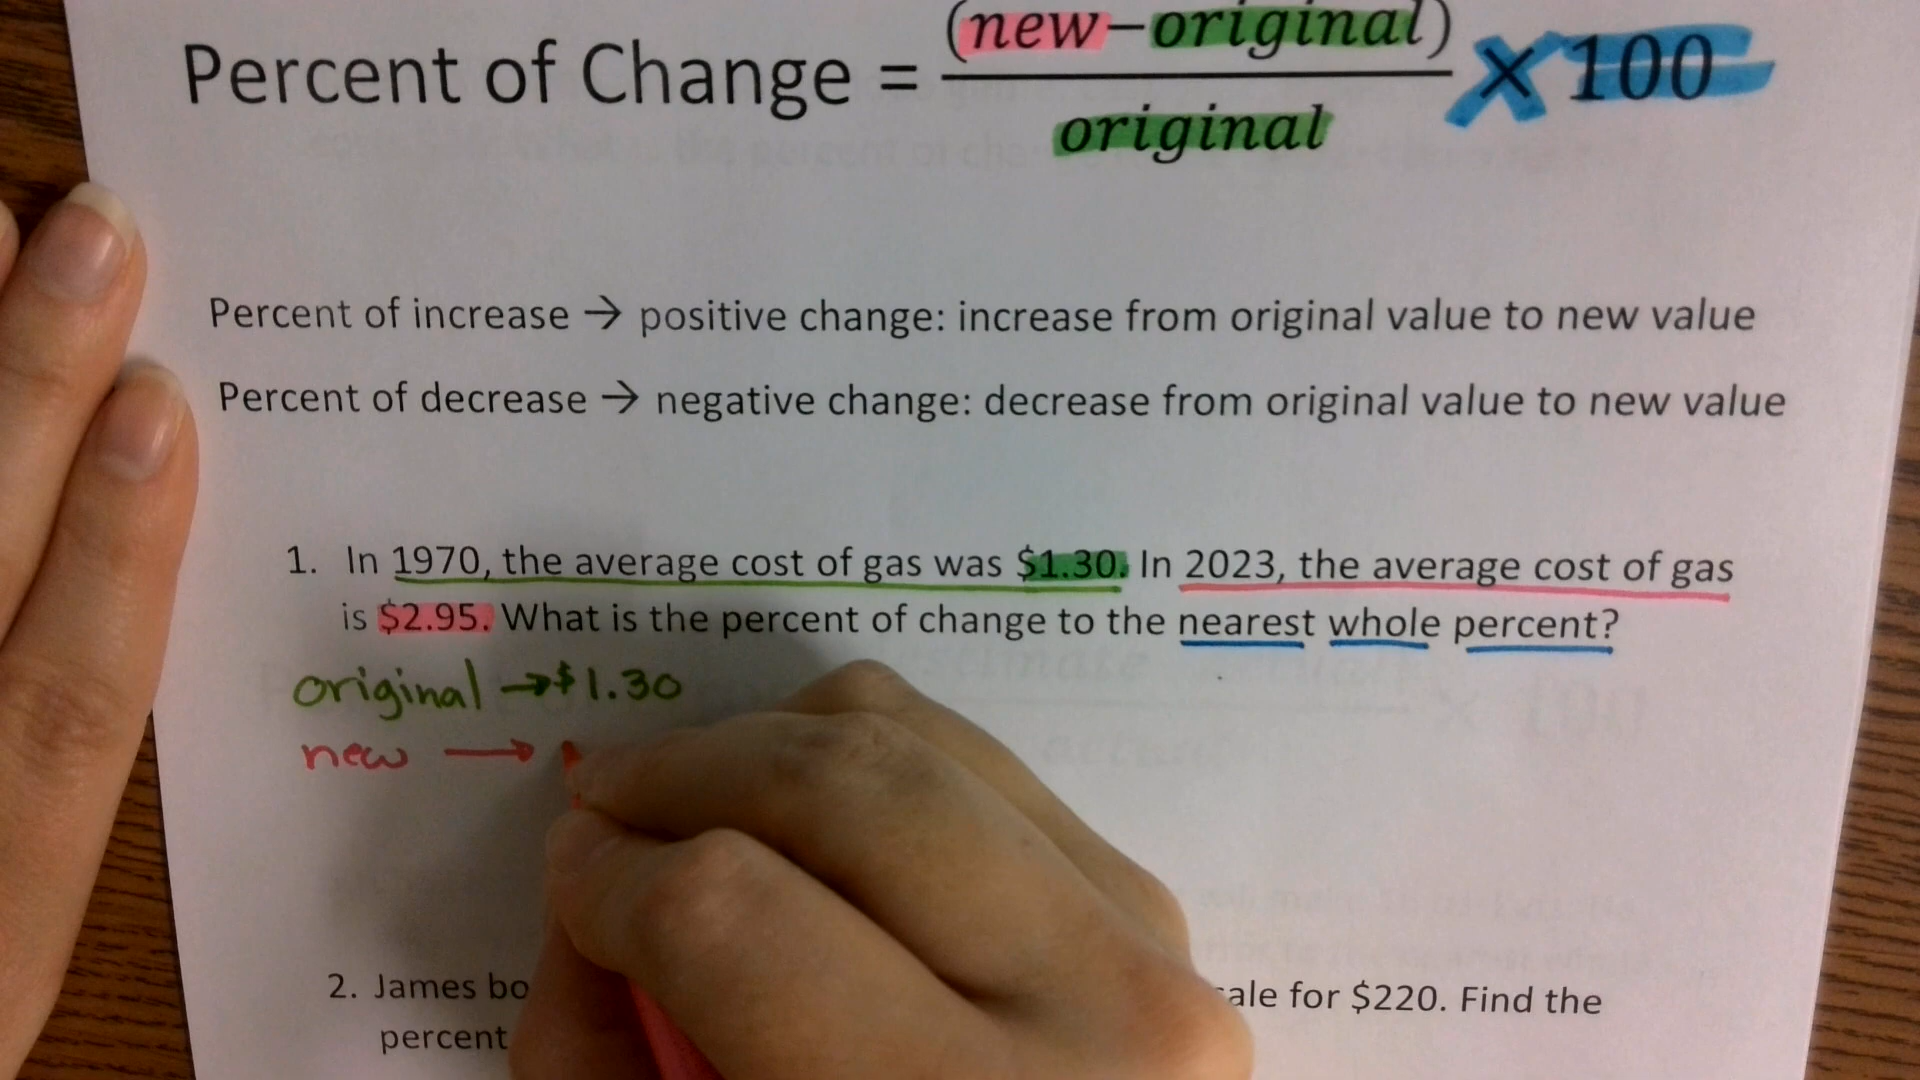 Percent of Change = (new−original) / original × 100
Percent of increase → positive change: increase from original value to new value
Percent of decrease → negative change: decrease from original value to new value
1. In 1970, the average cost of gas was $1.30. In 2023, the average cost of gas
is $2.95. What is the percent of change to the nearest whole percent?
original → $1.30
new →
2. James ale for $220. Find the
percent